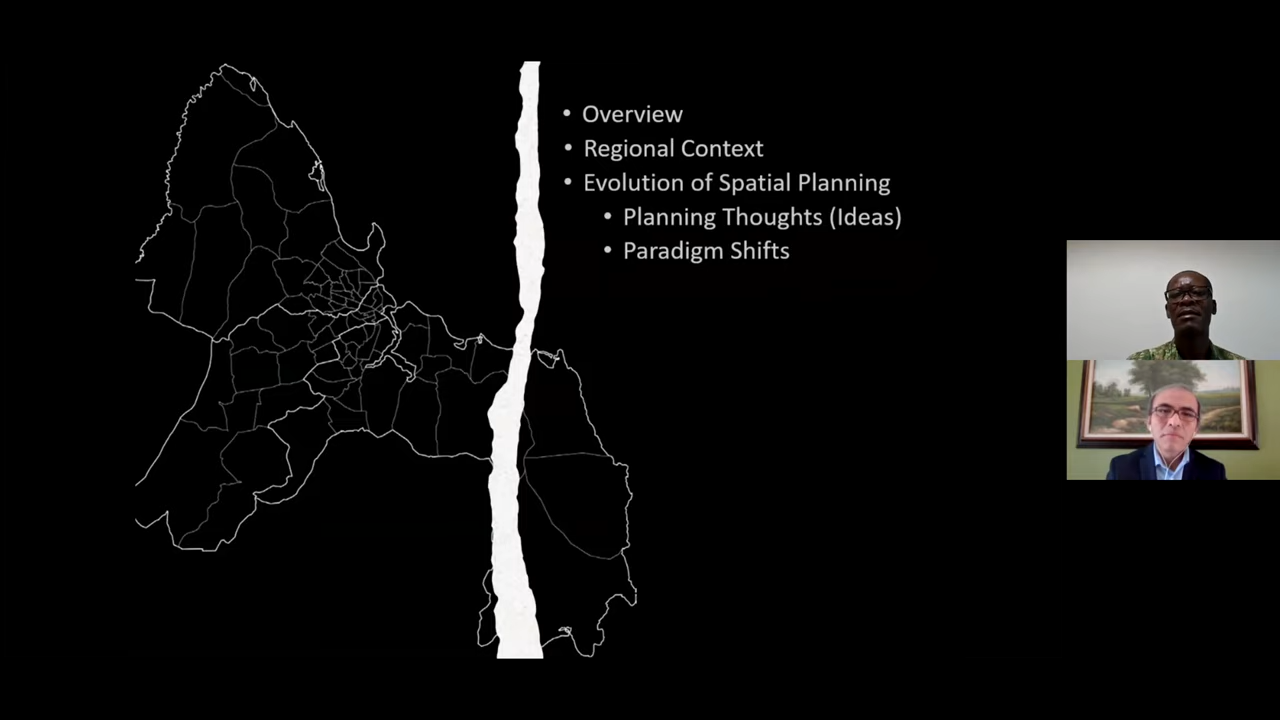 • Overview
• Regional Context
• Evolution of Spatial Planning
• Planning Thoughts (Ideas)
• Paradigm Shifts